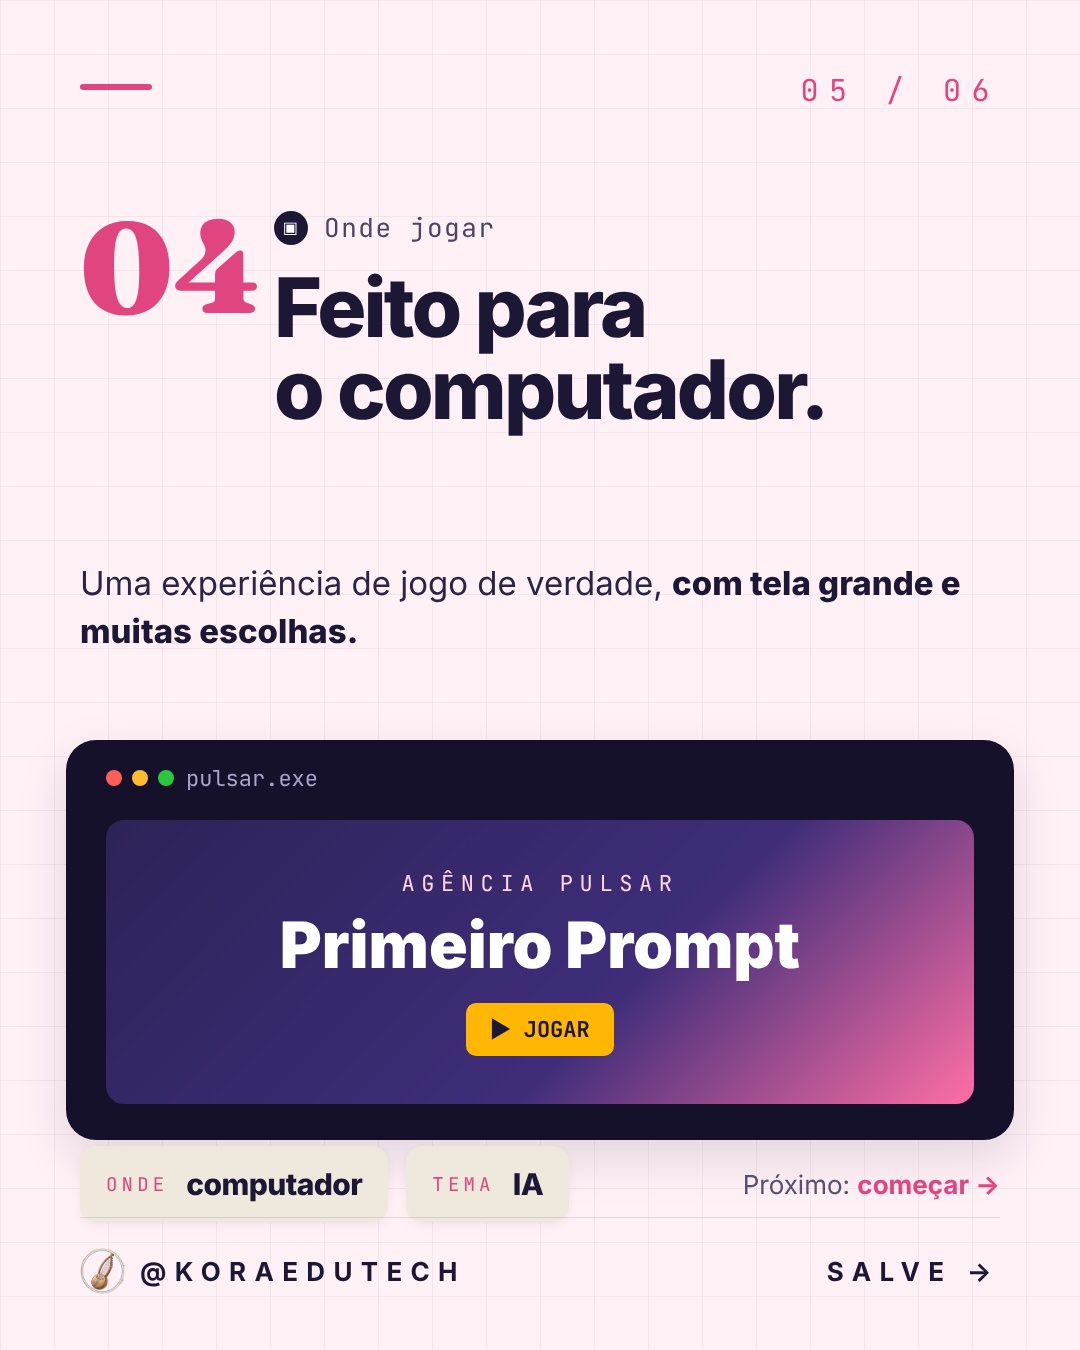 05 / 06
04
Onde jogar
Feito para
o computador.
Uma experiência de jogo de verdade, com tela grande e
muitas escolhas.
pulsar.exe
AGÊNCIA PULSAR
Primeiro Prompt
▶ JOGAR
ONDE computador
TEMA IA
Próximo: começar →
@KORAEDUTECH
SALVE →